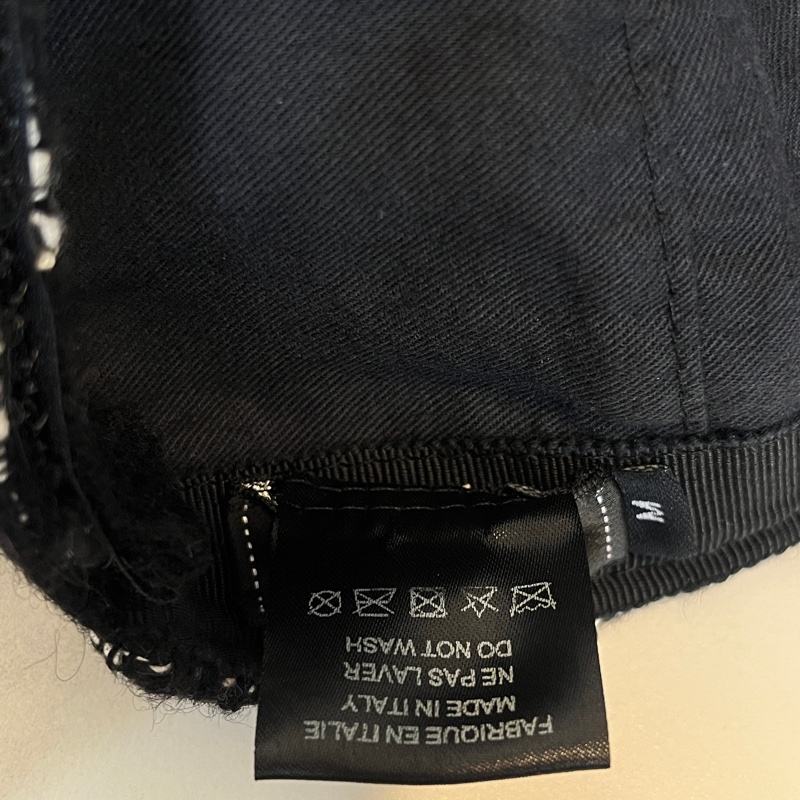 FABRIQUE EN ITALIE
MADE IN ITALY
NE PAS LAVER
DO NOT WASH
M